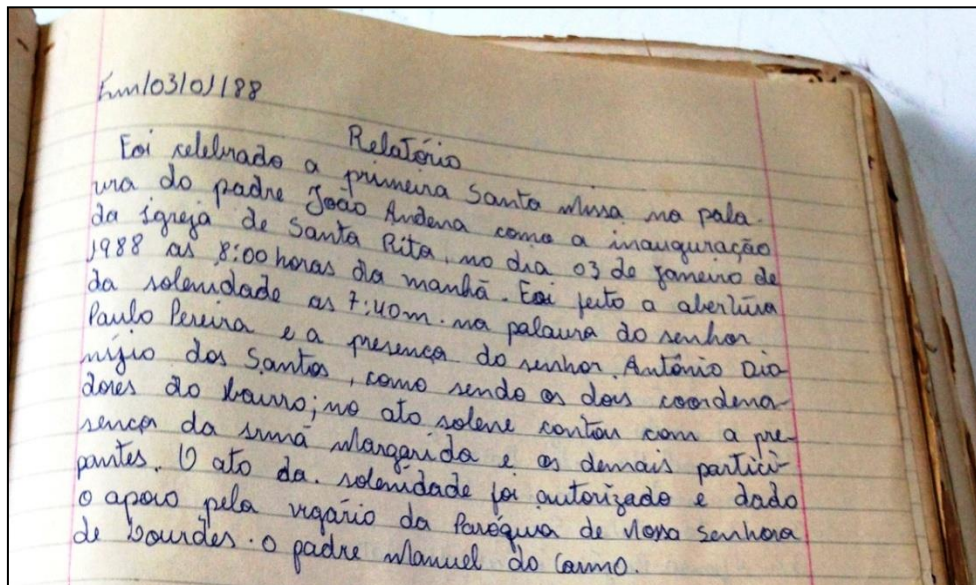 Em/03/01/88
Relatório
Foi selebrado a primeira Santa Missa na pala-
vra do padre João Andena como a inauguração
da igreja de Santa Rita, no dia 03 de janeiro de
1988 as 8:00 horas da manhã. Foi feito a abertura
da solenidade as 7:40m. na palavra do senhor
Paulo Pereira e a presença do senhor Antônio Dio-
nízio dos Santos, como sendo os dois coordena-
dores do bairro; no ato solene contou com a pre-
sença da irmã Margarida e os demais partici-
pantes. O ato da solenidade foi autorizado e dado
o apoio pelo vigário da Paróquia de Nossa Senhora
de Lourdes. o padre Manuel do Carmo.